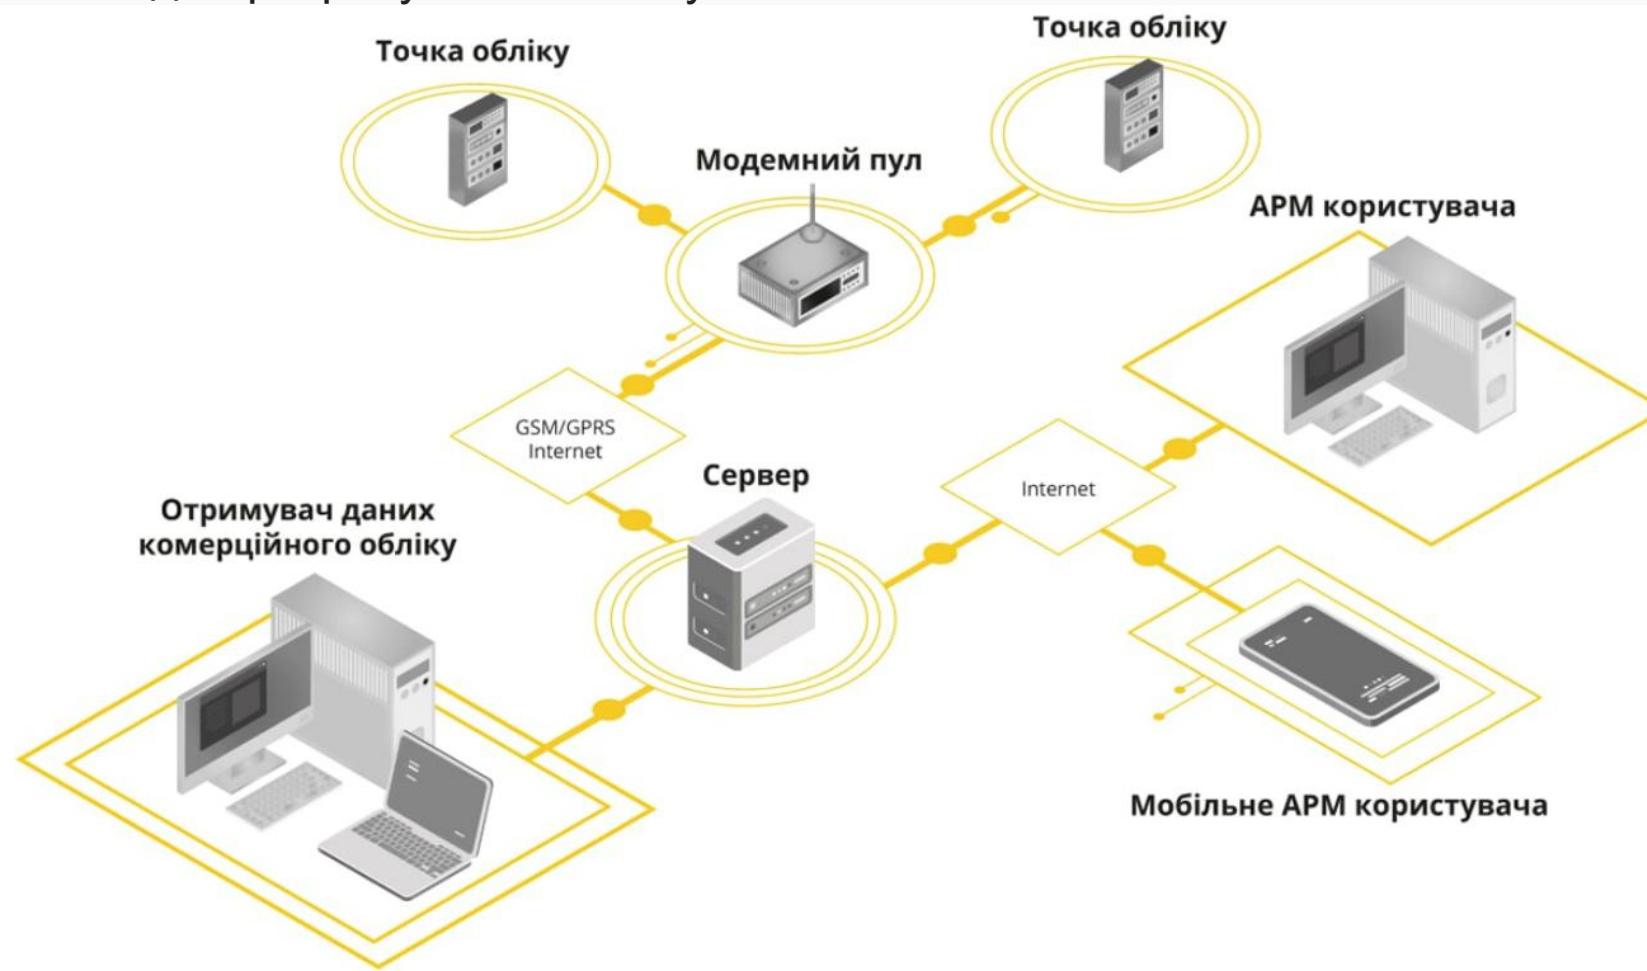 Точка обліку
Точка обліку
Модемний пул
АРМ користувача
GSM/GPRS
Internet
Сервер
Internet
Отримувач даних
комерційного обліку
Мобільне АРМ користувача